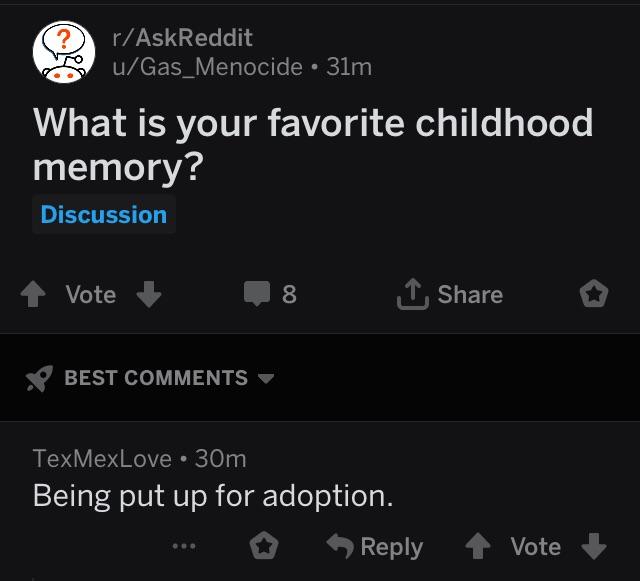 r/AskReddit
u/Gas_Menocide • 31m
What is your favorite childhood
memory?
Discussion
Vote
8
Share
BEST COMMENTS
TexMexLove • 30m
Being put up for adoption.
Reply
Vote